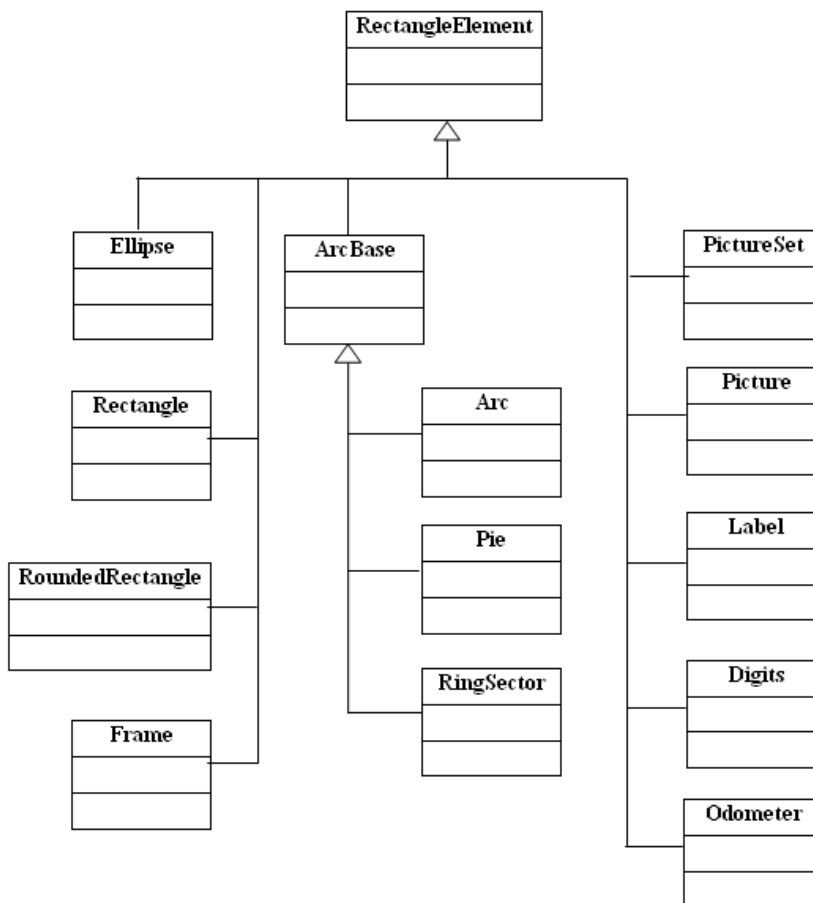 RectangleElement
Ellipse
ArcBase
PictureSet
Rectangle
Arc
Picture
RoundedRectangle
Pie
Label
Frame
RingSector
Digits
Odometer